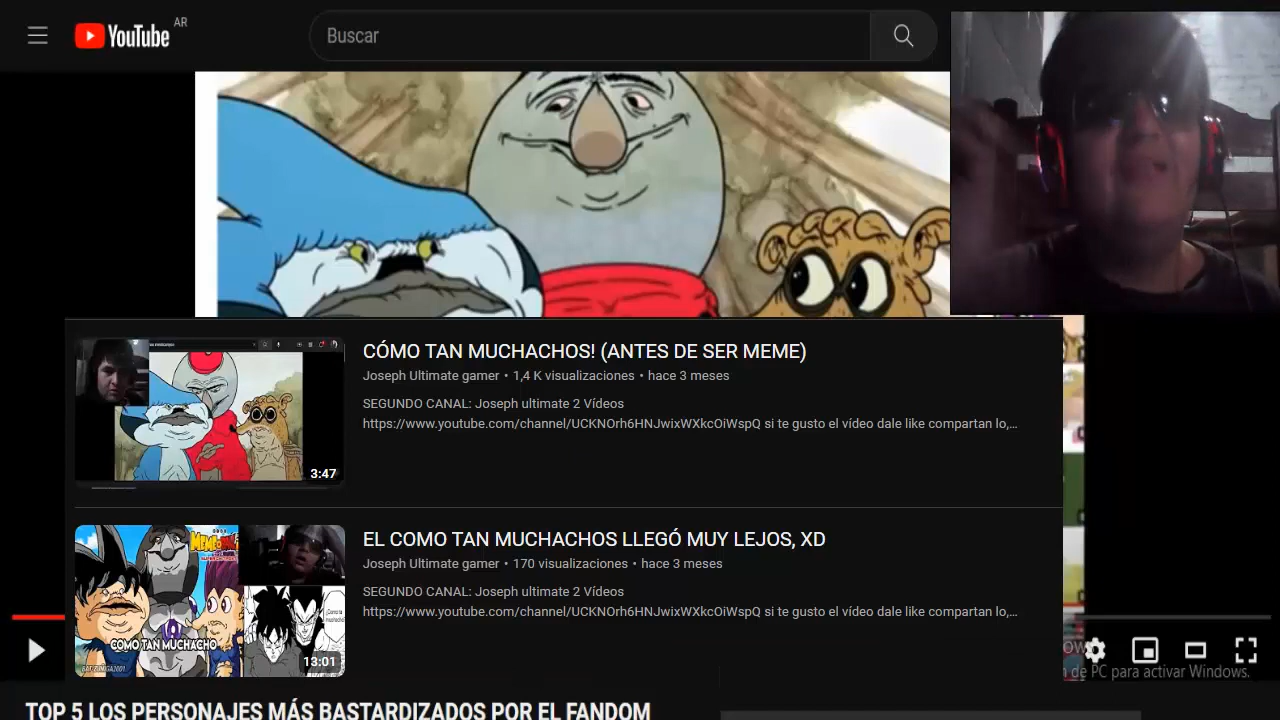 YouTube
AR
Buscar
CÓMO TAN MUCHACHOS! (ANTES DE SER MEME)
Joseph Ultimate gamer • 1,4 K visualizaciones • hace 3 meses
SEGUNDO CANAL: Joseph ultimate 2 Vídeos
https://www.youtube.com/channel/UCKNOrh6HNJwixWXkcOiWspQ si te gusto el vídeo dale like compartan lo,...
3:47
EL COMO TAN MUCHACHOS LLEGÓ MUY LEJOS, XD
Joseph Ultimate gamer • 170 visualizaciones • hace 3 meses
SEGUNDO CANAL: Joseph ultimate 2 Vídeos
https://www.youtube.com/channel/UCKNOrh6HNJwixWXkcOiWspQ si te gusto el vídeo dale like compartan lo,...
COMO TAN MUCHACHO
13:01
de PC para activar Windows.
TOP 5 LOS PERSONAJES MÁS BASTARDIZADOS POR EL FANDOM